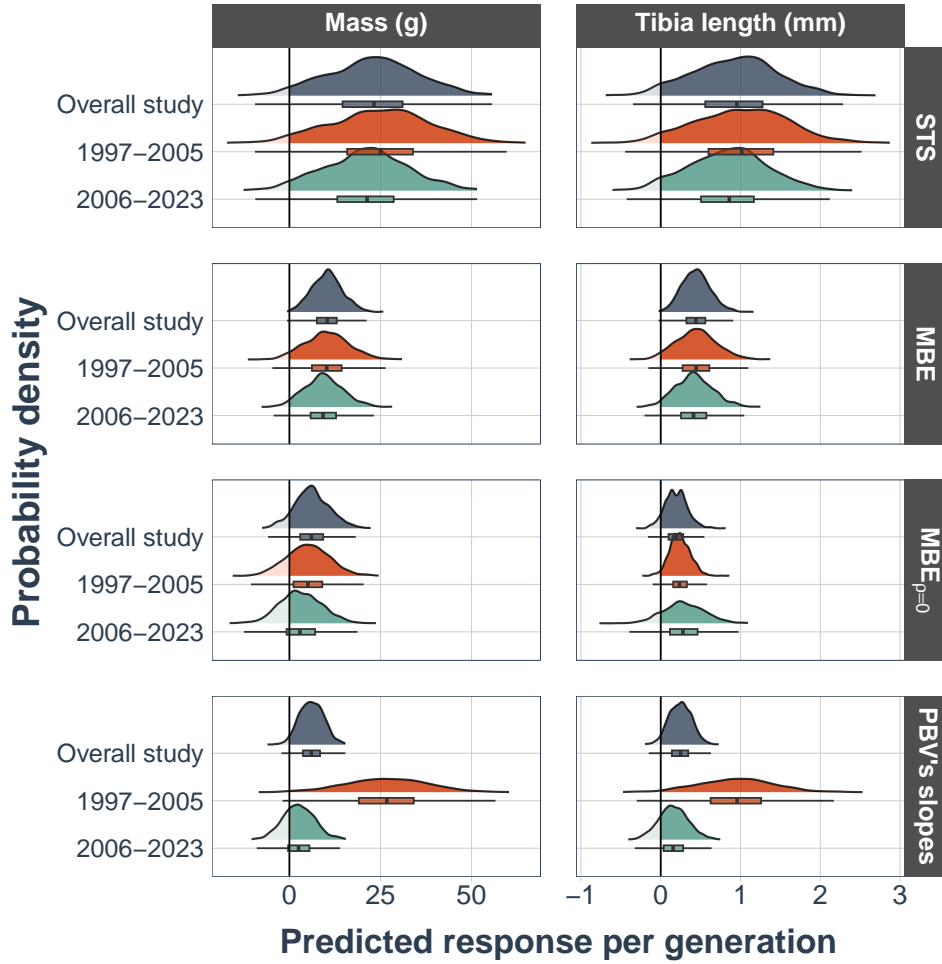 Mass (g)
Tibia length (mm)
Overall study
1997−2005
2006−2023
STS
Overall study
1997−2005
2006−2023
MBE
Overall study
1997−2005
2006−2023
MBEρ=0
Overall study
1997−2005
2006−2023
PBV's slopes
Probability density
0 25 50
−1 0 1 2 3
Predicted response per generation